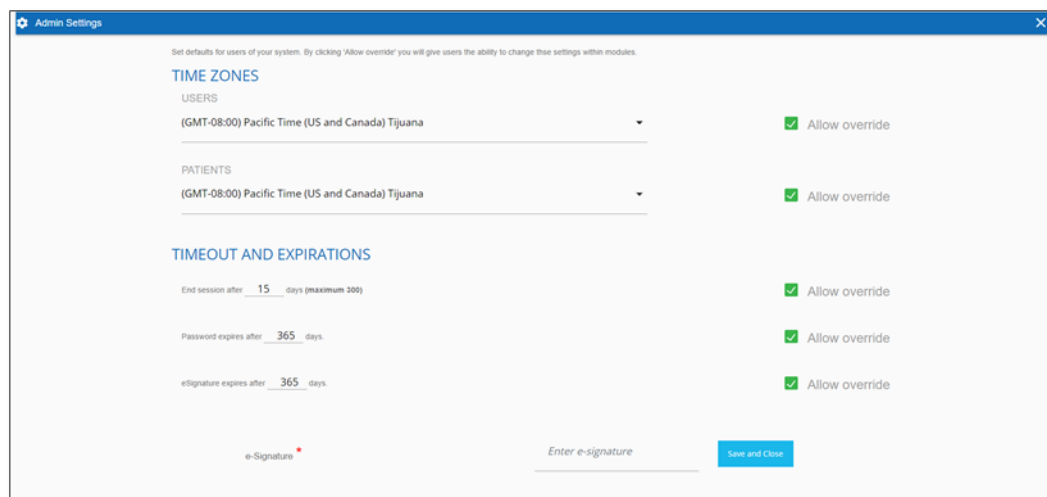 Admin Settings
Set defaults for users of your system. By clicking 'Allow override' you will give users the ability to change thse settings within modules.
TIME ZONES
USERS
(GMT-08:00) Pacific Time (US and Canada) Tijuana
Allow override
PATIENTS
(GMT-08:00) Pacific Time (US and Canada) Tijuana
Allow override
TIMEOUT AND EXPIRATIONS
End session after 15 days (maximum 300) Allow override
Password expires after 365 days. Allow override
eSignature expires after 365 days. Allow override
e-Signature * Enter e-signature Save and Close